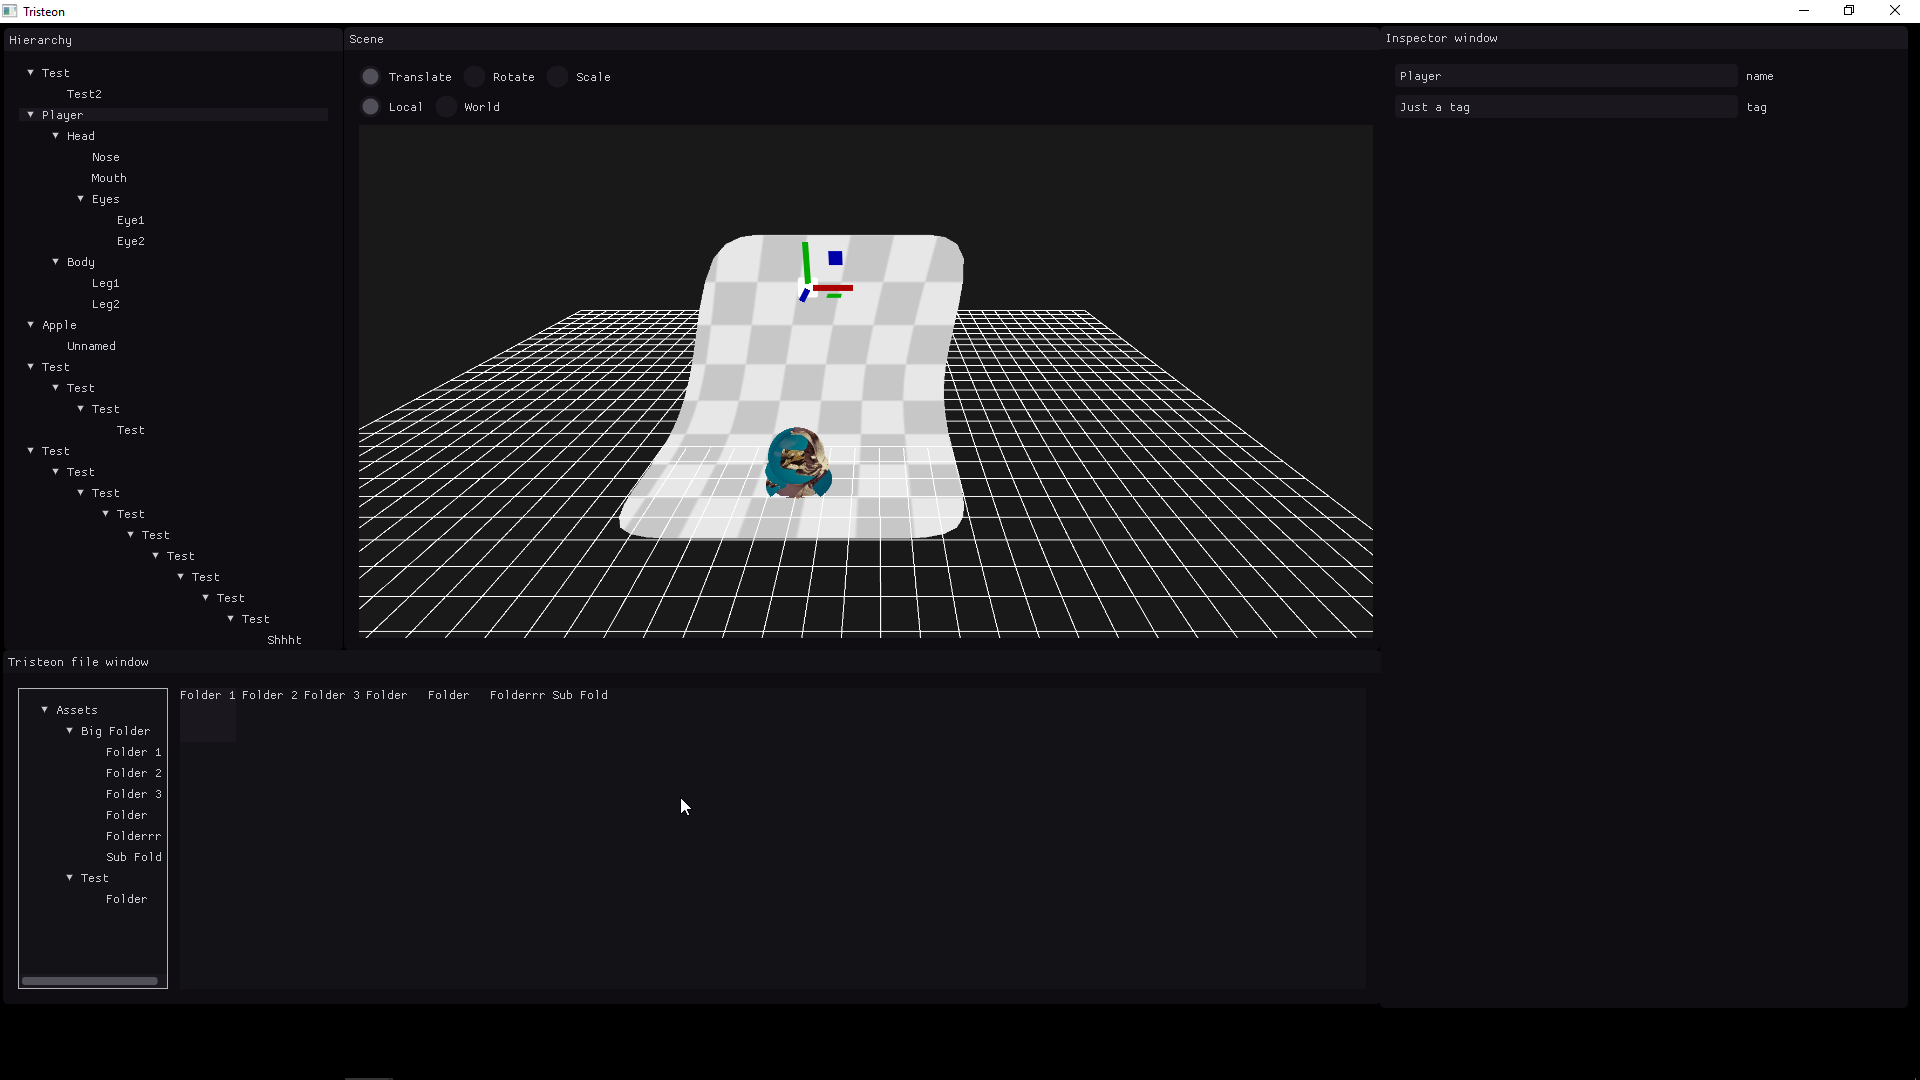 Tristeon
Hierarchy
Test
Test2
Player
Head
Nose
Mouth
Eyes
Eye1
Eye2
Body
Leg1
Leg2
Apple
Unnamed
Test
Test
Test
Test
Test
Test
Test
Test
Test
Test
Test
Test
Test
Shhht
Scene
Translate Rotate Scale
Local World
Inspector window
Player name
Just a tag tag
Tristeon file window
Assets
Big Folder
Folder 1
Folder 2
Folder 3
Folder
Folderrr
Sub Fold
Test
Folder
Folder 1 Folder 2 Folder 3 Folder Folder Folderrr Sub Fold